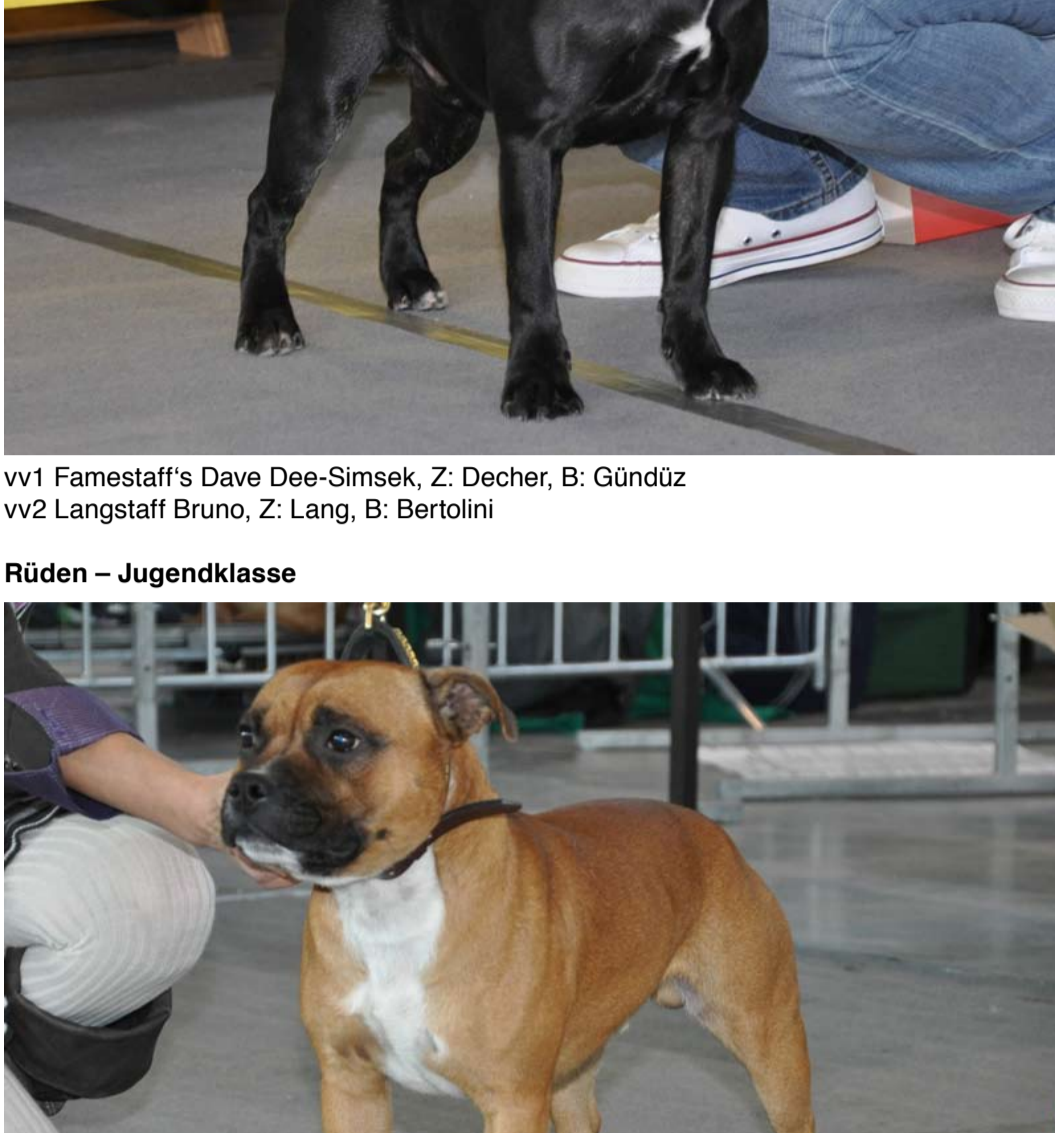 vv1 Famestaff‘s Dave Dee-Simsek, Z: Decher, B: Gündüz
vv2 Langstaff Bruno, Z: Lang, B: Bertolini
Rüden – Jugendklasse